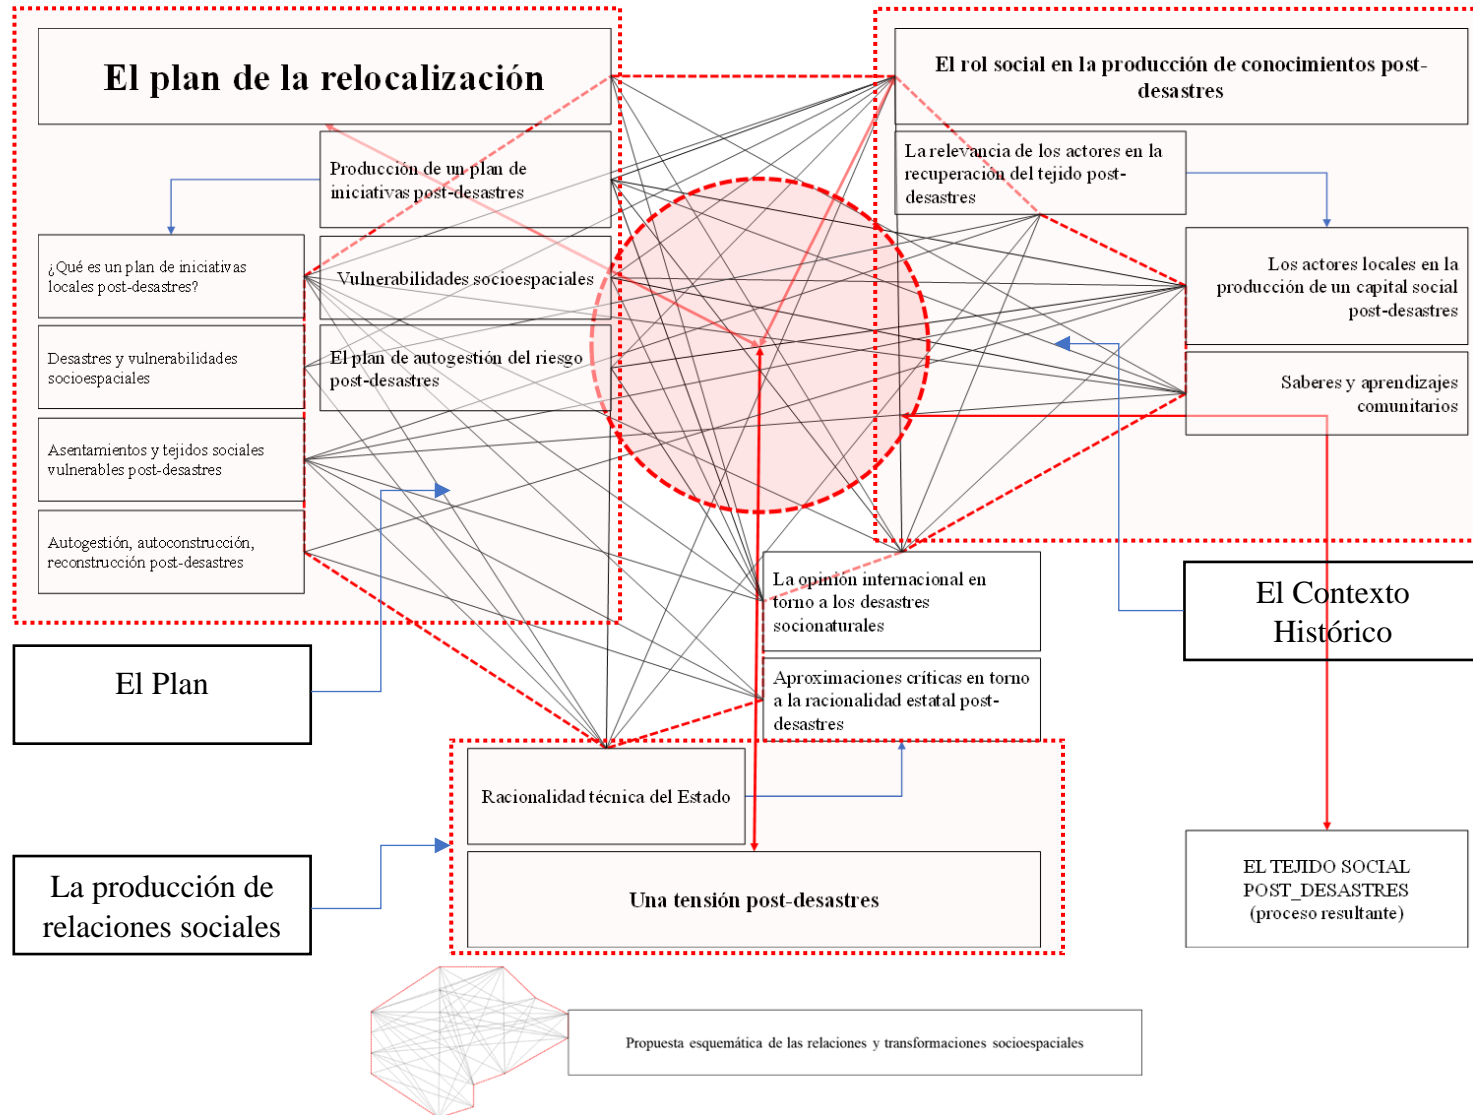 El plan de la relocalización
El rol social en la producción de conocimientos post-
desastres
Producción de un plan de
iniciativas post-desastres
La relevancia de los actores en la
recuperación del tejido post-
desastres
¿Qué es un plan de iniciativas
locales post-desastres?
Vulnerabilidades socioespaciales
Los actores locales en la
producción de un capital social
post-desastres
Desastres y vulnerabilidades
socioespaciales
El plan de autogestión del riesgo
post-desastres
Saberes y aprendizajes
comunitarios
Asentamientos y tejidos sociales
vulnerables post-desastres
Autogestión, autoconstrucción,
reconstrucción post-desastres
La opinión internacional en
torno a los desastres
socionaturales
El Contexto
Histórico
El Plan
Aproximaciones críticas en torno
a la racionalidad estatal post-
desastres
Racionalidad técnica del Estado
La producción de
relaciones sociales
Una tensión post-desastres
EL TEJIDO SOCIAL
POST_DESASTRES
(proceso resultante)
Propuesta esquemática de las relaciones y transformaciones socioespaciales